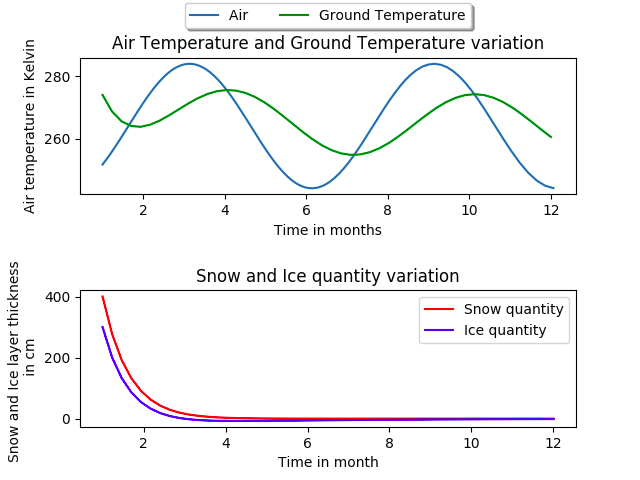 Air
Ground Temperature
Air Temperature and Ground Temperature variation
Air temperature in Kelvin
280
260
2
4
6
8
10
12
Time in months
Snow and Ice quantity variation
Snow and Ice layer thickness
in cm
400
200
0
Snow quantity
Ice quantity
2
4
6
8
10
12
Time in month